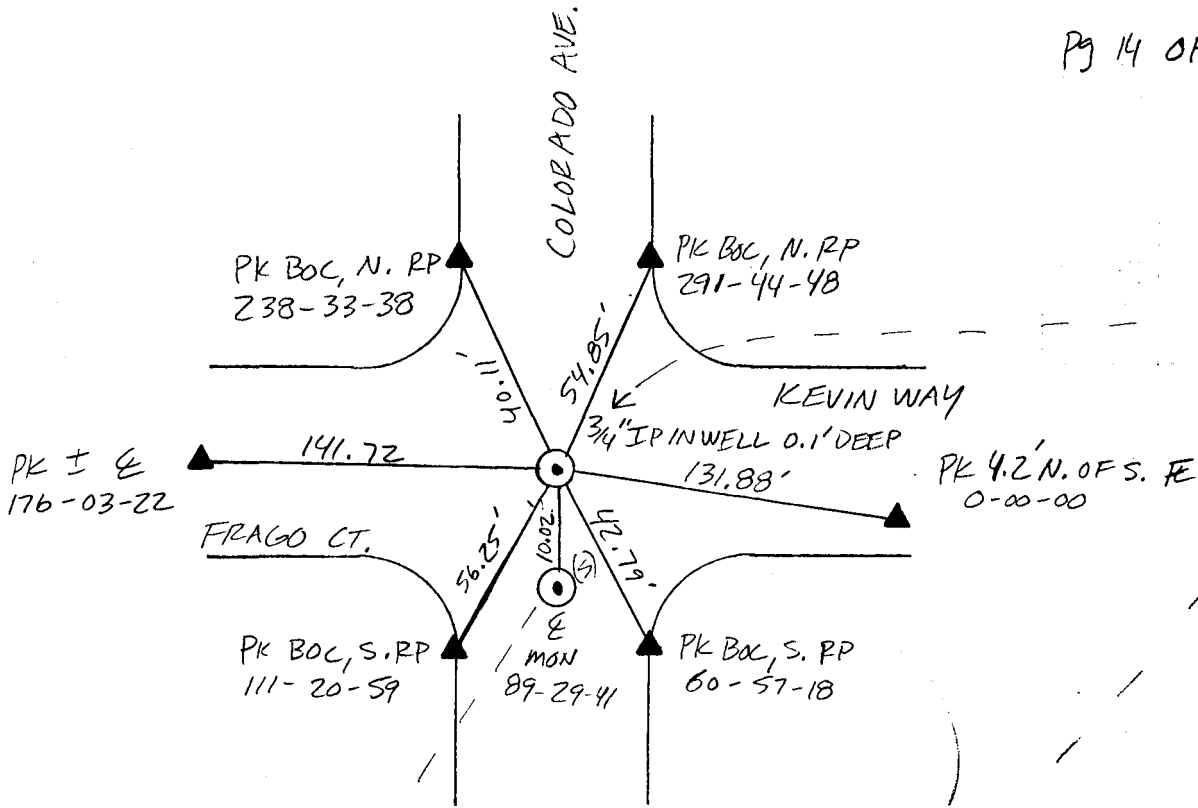 Pg 14 OF
COLORADO AVE.
PK BOC, N. RP
238-33-38
PK BOC, N. RP
291-44-48
40.11'
54.85'
KEVIN WAY
3/4" IP IN WELL 0.1' DEEP
141.72
131.88'
PK ± ℄
176-03-22
PK 4.2' N. OF S. FC
0-00-00
FRAGO CT.
56.25'
10.02
(S)
42.79'
℄
MON
89-29-41
PK BOC, S. RP
111-20-59
PK BOC, S. RP
60-57-18